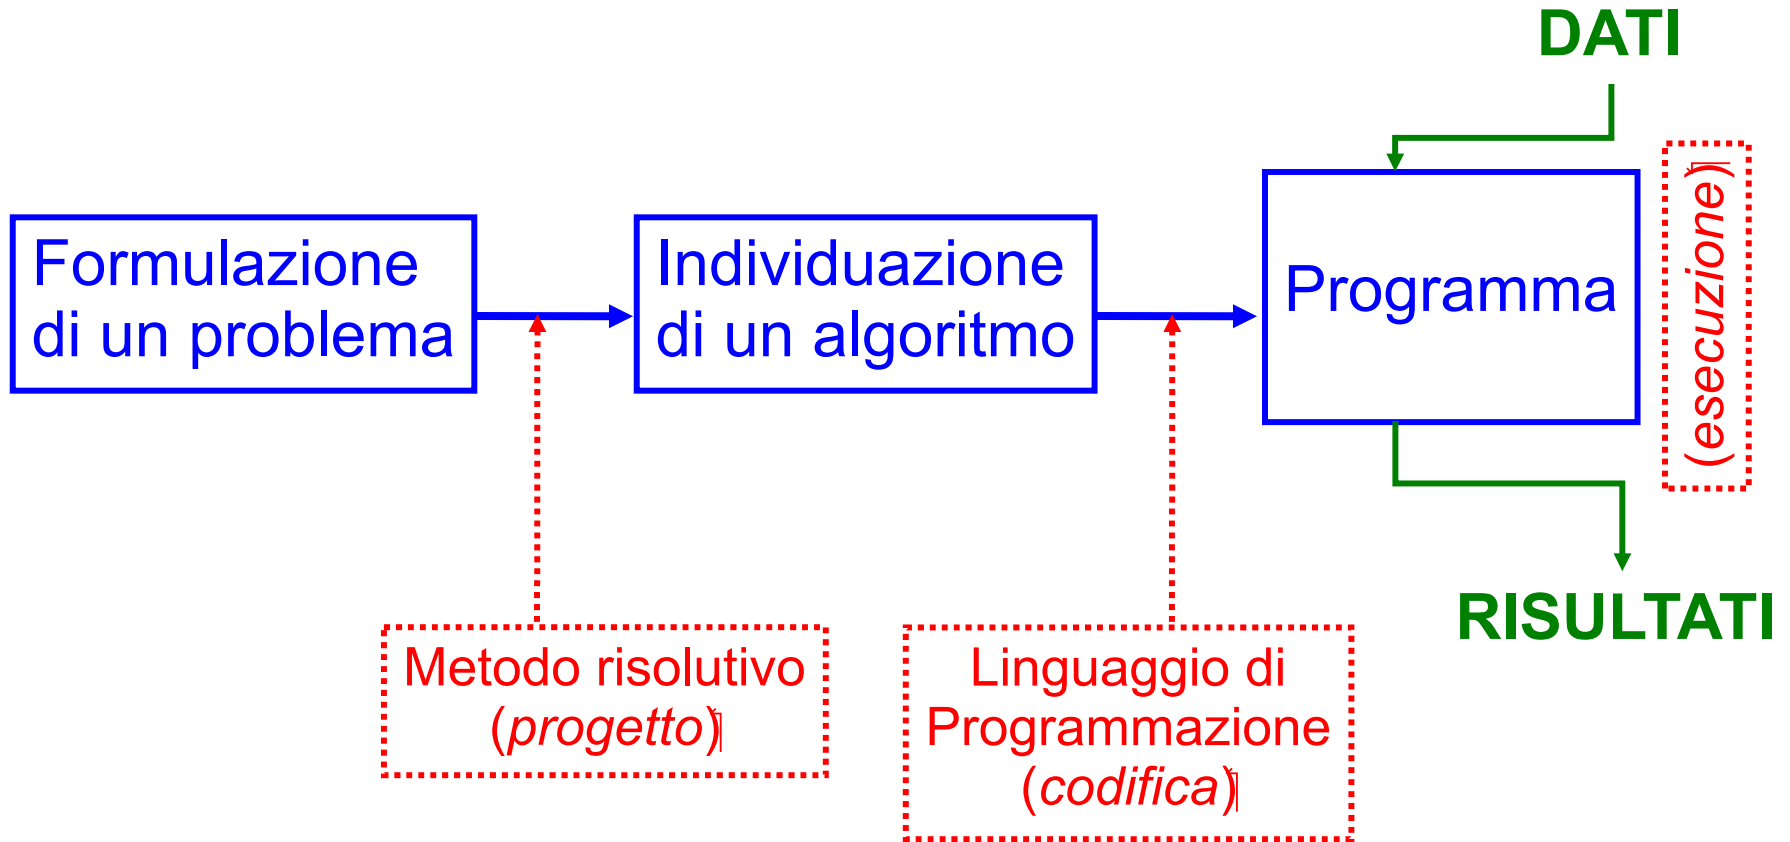 DATI
Formulazione
di un problema
Individuazione
di un algoritmo
Programma
(esecuzione)
RISULTATI
Metodo risolutivo
(progetto)
Linguaggio di
Programmazione
(codifica)